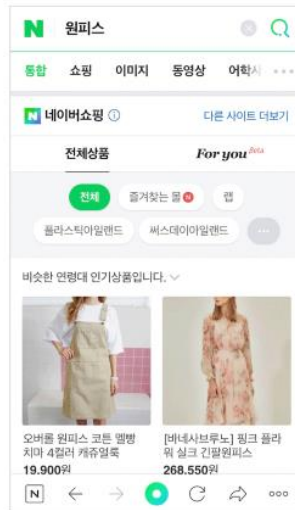 N 원피스
통합 쇼핑 이미지 동영상 어학사
N 네이버쇼핑 다른 사이트 더보기
전체상품 For you Beta
전체 즐겨찾는 몰 N 랩
플라스틱아일랜드 써스데이아일랜드
비슷한 연령대 인기상품입니다.
오버롤 원피스 코튼 멜빵
치마 4컬러 캐쥬얼룩
19,900원
[바네사브루노] 핑크 플라
워 실크 긴팔원피스
268,550원
N